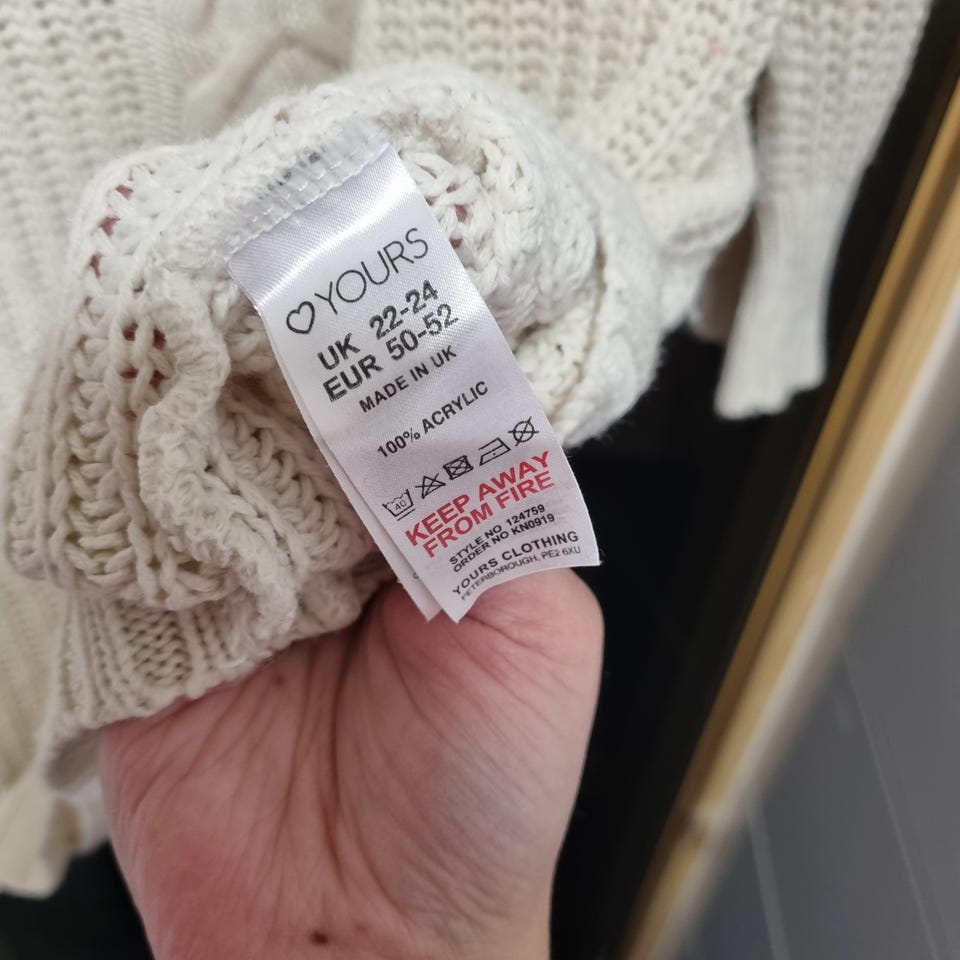 YOURS
UK 22-24
EUR 50-52
MADE IN UK
100% ACRYLIC
40
KEEP AWAY
FROM FIRE
STYLE NO 124759
ORDER NO KN0919
YOURS CLOTHING
PETERBOROUGH, PE2 6XU